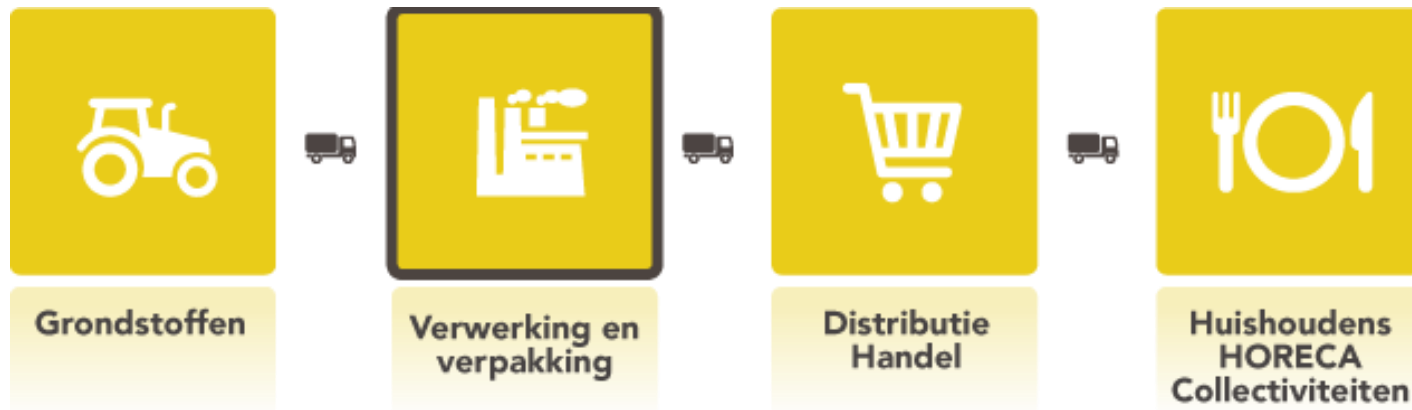 Grondstoffen
Verwerking en
verpakking
Distributie
Handel
Huishoudens
HORECA
Collectiviteiten